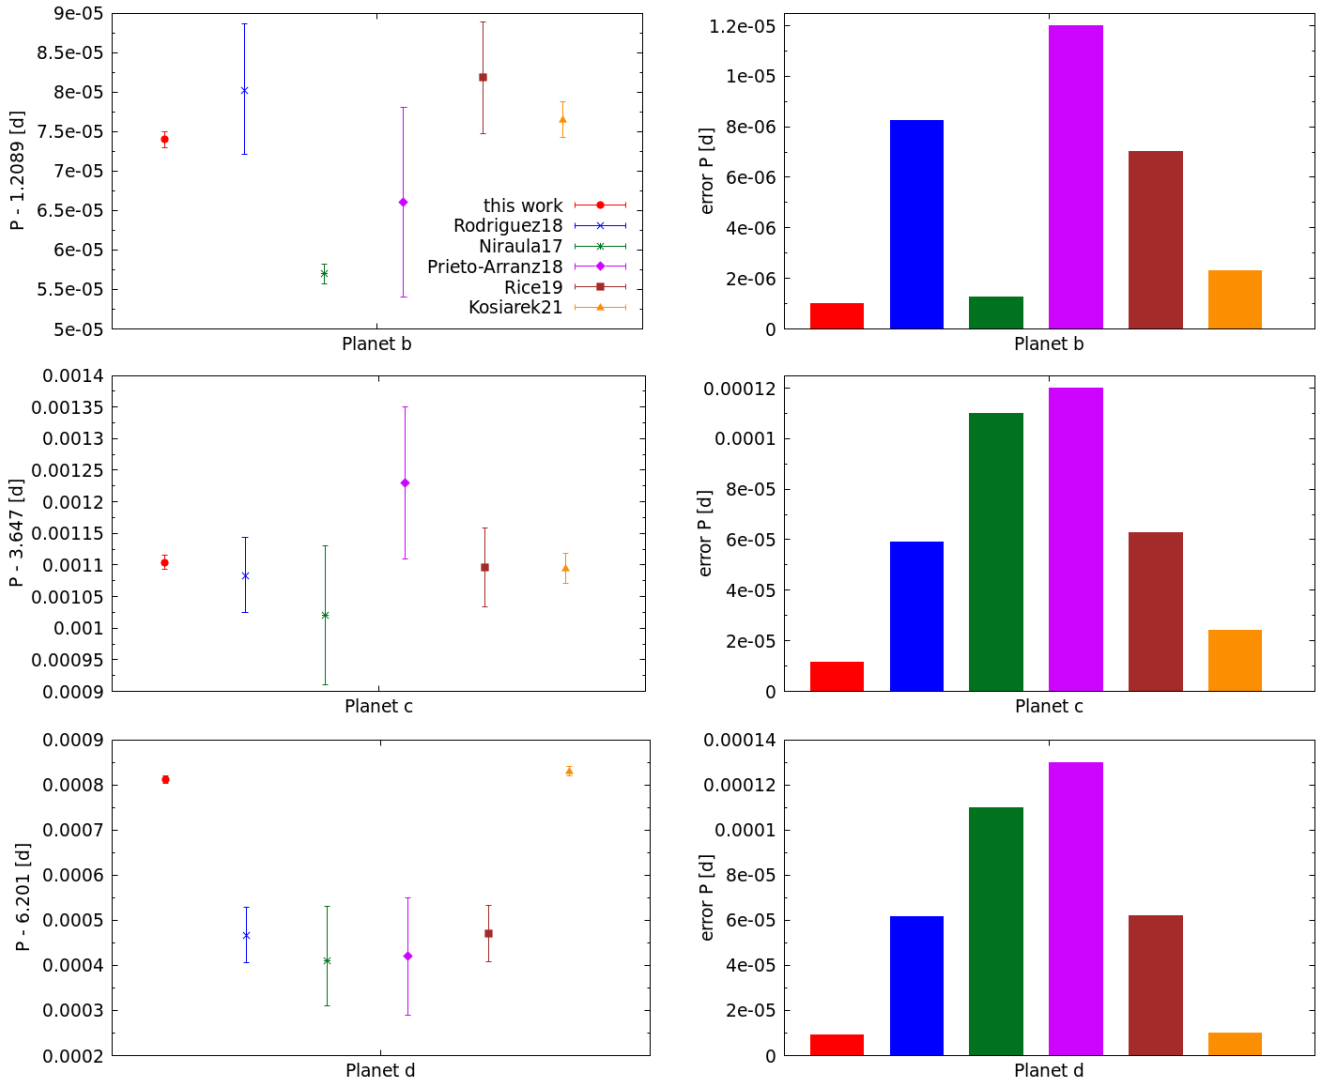 9e-05
8.5e-05
8e-05
7.5e-05
7e-05
6.5e-05
6e-05
5.5e-05
5e-05
P - 1.2089 [d]
this work
Rodriguez18
Niraula17
Prieto-Arranz18
Rice19
Kosiarek21
Planet b
1.2e-05
1e-05
8e-06
6e-06
4e-06
2e-06
0
error P [d]
Planet b
0.0014
0.00135
0.0013
0.00125
0.0012
0.00115
0.0011
0.00105
0.001
0.00095
0.0009
P - 3.647 [d]
Planet c
0.00012
0.0001
8e-05
6e-05
4e-05
2e-05
0
error P [d]
Planet c
0.0009
0.0008
0.0007
0.0006
0.0005
0.0004
0.0003
0.0002
P - 6.201 [d]
Planet d
0.00014
0.00012
0.0001
8e-05
6e-05
4e-05
2e-05
0
error P [d]
Planet d